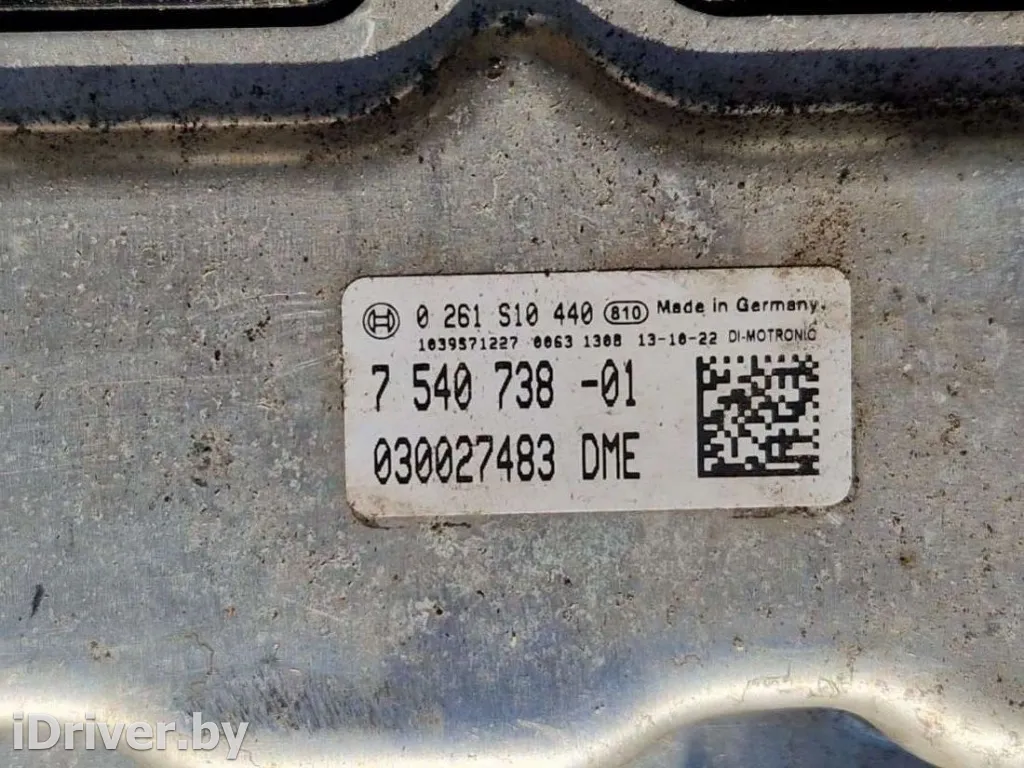 0 261 S10 440 810 Made in Germany
1039S71227 0063 1308 13-10-22 DI-MOTRONIC
7 540 738 -01
030027483 DME
iDriver.by